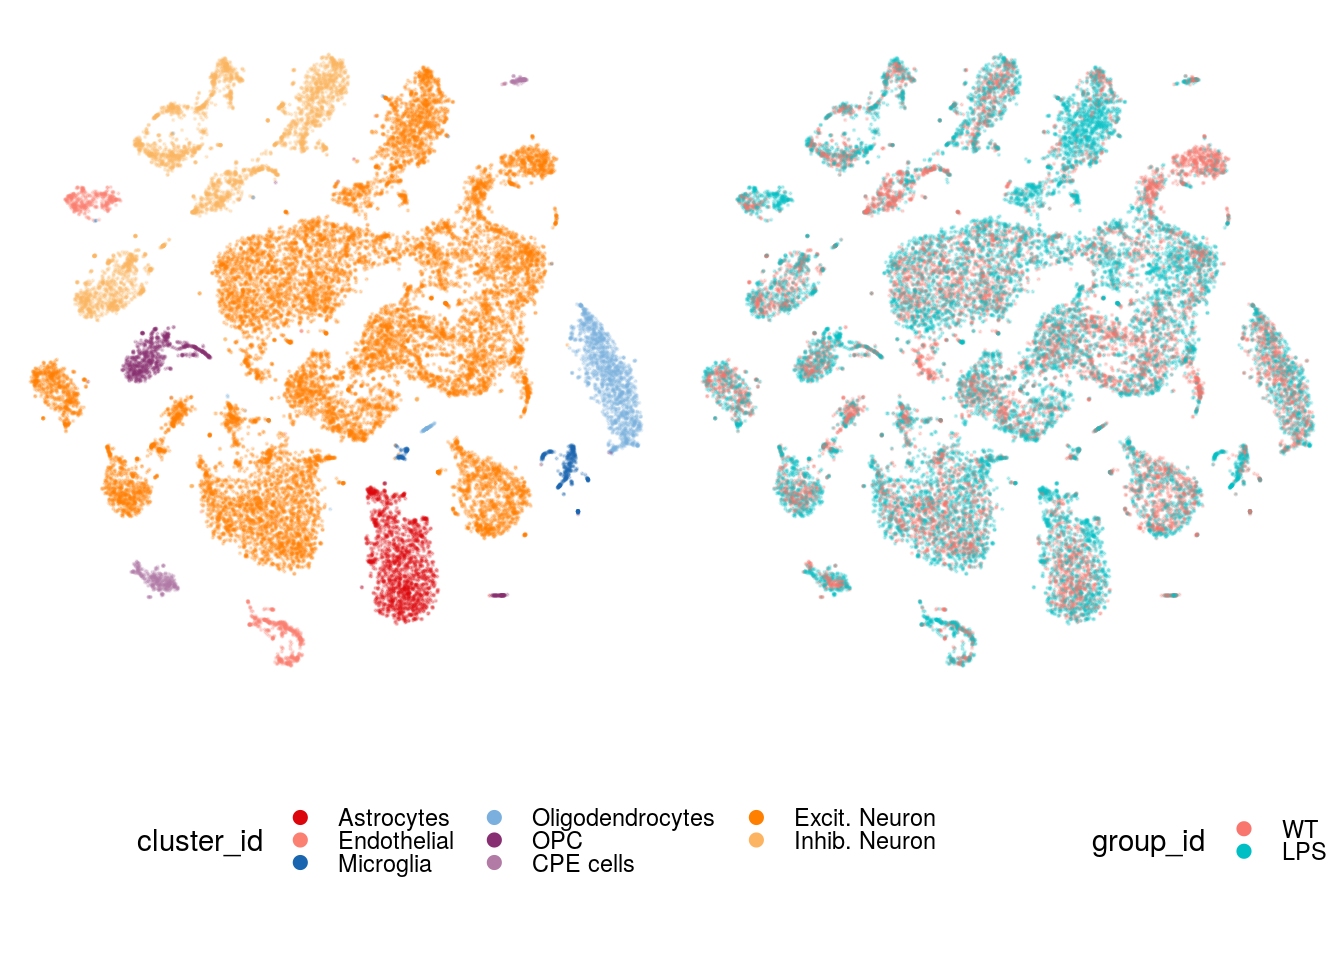 cluster_id
Astrocytes
Endothelial
Microglia
Oligodendrocytes
OPC
CPE cells
Excit. Neuron
Inhib. Neuron
group_id
WT
LPS